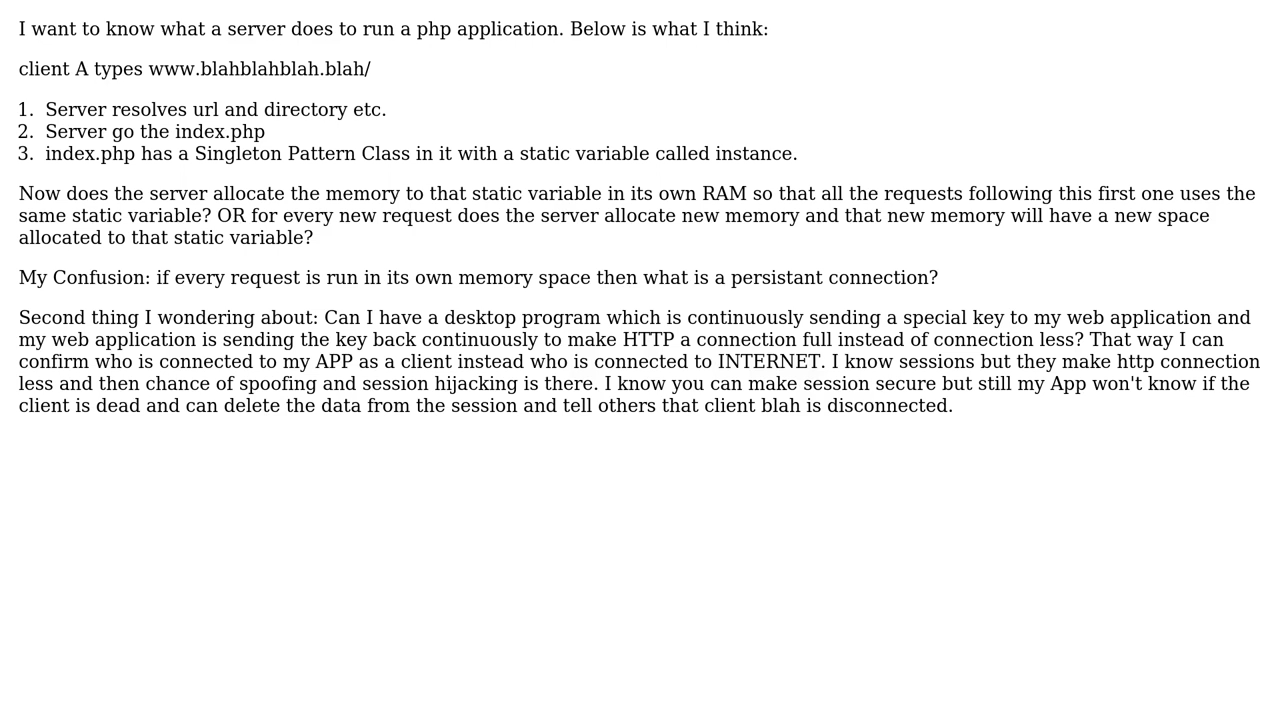 I want to know what a server does to run a php application. Below is what I think:
client A types www.blahblahblah.blah/
1. Server resolves url and directory etc.
2. Server go the index.php
3. index.php has a Singleton Pattern Class in it with a static variable called instance.
Now does the server allocate the memory to that static variable in its own RAM so that all the requests following this first one uses the
same static variable? OR for every new request does the server allocate new memory and that new memory will have a new space
allocated to that static variable?
My Confusion: if every request is run in its own memory space then what is a persistant connection?
Second thing I wondering about: Can I have a desktop program which is continuously sending a special key to my web application and
my web application is sending the key back continuously to make HTTP a connection full instead of connection less? That way I can
confirm who is connected to my APP as a client instead who is connected to INTERNET. I know sessions but they make http connection
less and then chance of spoofing and session hijacking is there. I know you can make session secure but still my App won't know if the
client is dead and can delete the data from the session and tell others that client blah is disconnected.